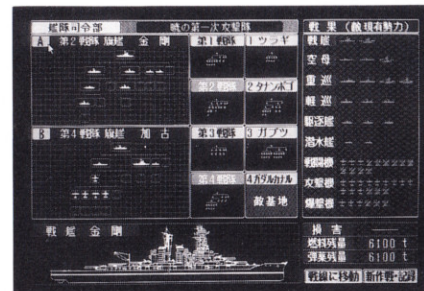 艦隊司令部
暁の第一次攻撃隊
A 第2戦隊 旗艦 金剛
第1戦隊
第2戦隊
1 ツラギ
2 タナンボゴ
B 第4戦隊 旗艦 加古
第3戦隊
第4戦隊
3 ガブツ
4 ガダルカナル
敵基地
戦艦 金剛
戦果(敵現有勢力)
戦艦
空母
重巡
軽巡
駆逐艦
潜水艦
戦闘機
攻撃機
爆撃機
損害
燃料残量 6100 t
弾薬残量 6100 t
戦線に移動
新作戦・記録